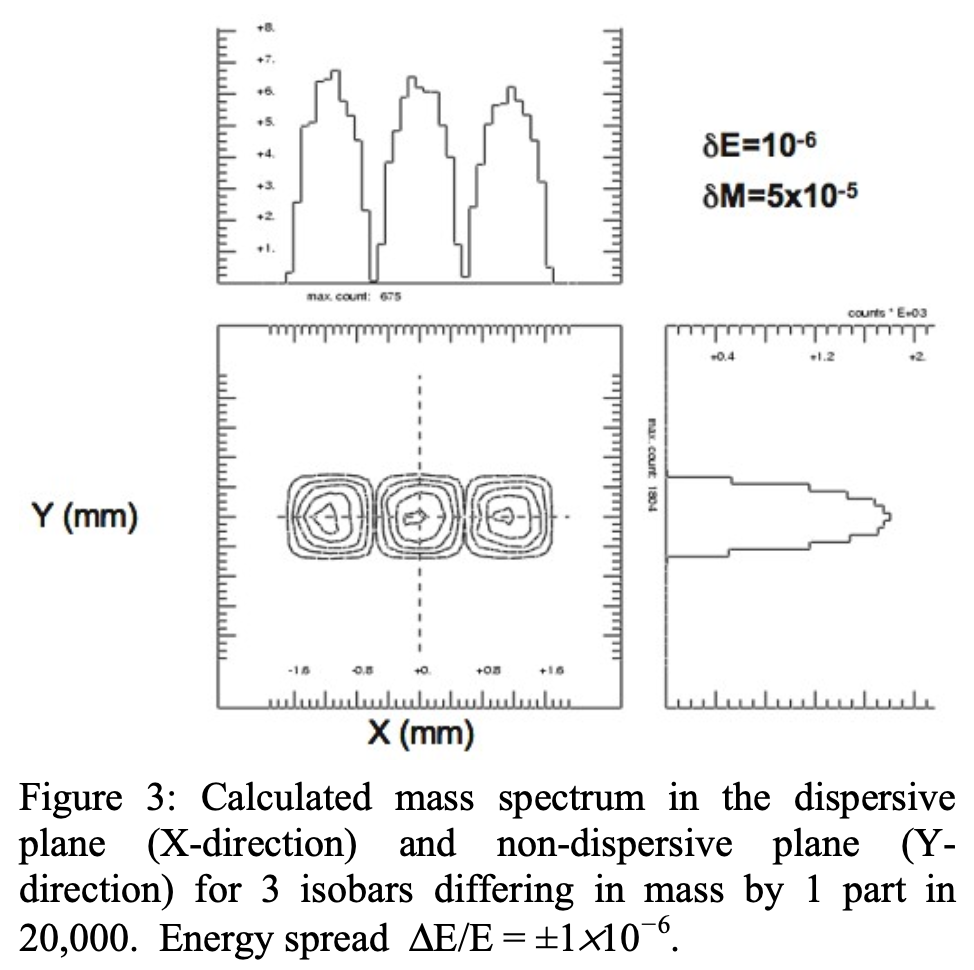 +8.
+7.
+6.
+5.
+4.
+3.
+2.
+1.
max. count: 675
δE=10⁻⁶
δM=5x10⁻⁵
counts * E+03
+0.4 +1.2 +2.
max. count: 1804
Y (mm)
-1.6 -0.8 +0. +0.8 +1.6
X (mm)
Figure 3: Calculated mass spectrum in the dispersive
plane (X-direction) and non-dispersive plane (Y-
direction) for 3 isobars differing in mass by 1 part in
20,000. Energy spread ΔE/E = ±1×10⁻⁶.